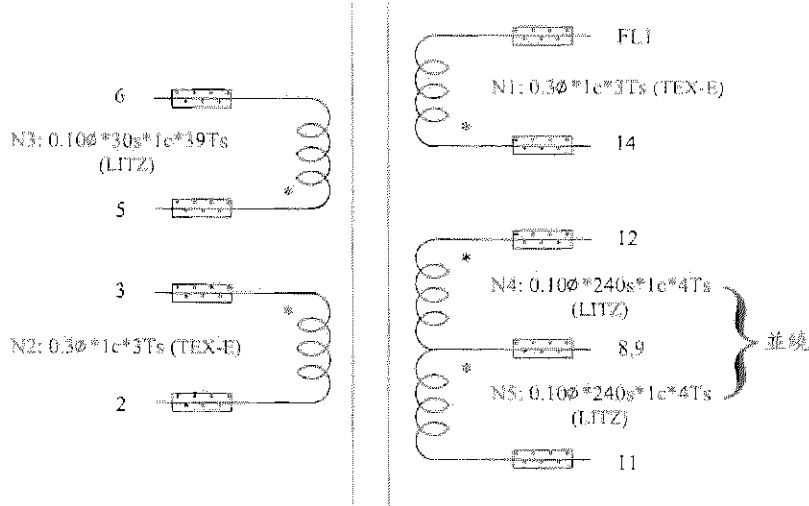 6
N3: 0.10ø*30s*1c*39Ts
(LITZ)
*
5
3
*
N2: 0.3ø*1c*3Ts (TEX-E)
2
FL1
N1: 0.3ø*1c*3Ts (TEX-E)
*
14
12
*
N4: 0.10ø*240s*1c*4Ts
(LITZ)
8,9
並繞
*
N5: 0.10ø*240s*1c*4Ts
(LITZ)
11